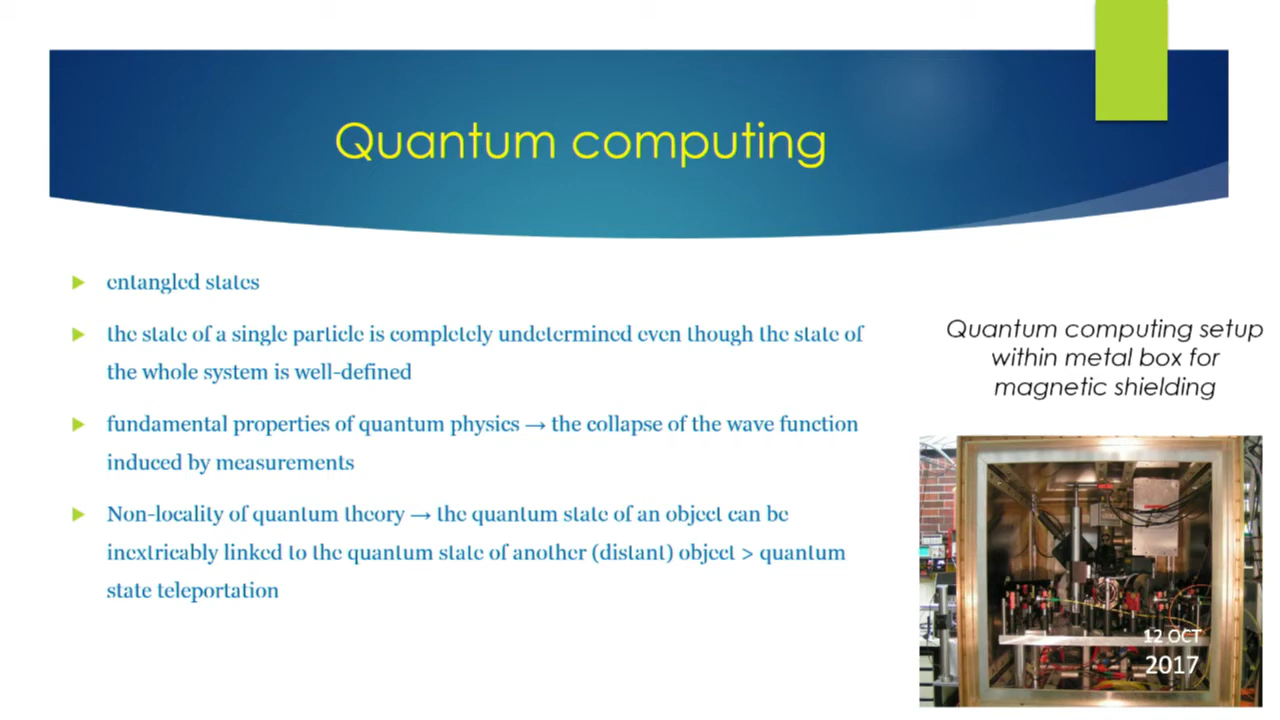 Quantum computing
entangled states
the state of a single particle is completely undetermined even though the state of
the whole system is well-defined
fundamental properties of quantum physics → the collapse of the wave function
induced by measurements
Non-locality of quantum theory → the quantum state of an object can be
inextricably linked to the quantum state of another (distant) object > quantum
state teleportation
Quantum computing setup
within metal box for
magnetic shielding
12 OCT
2017